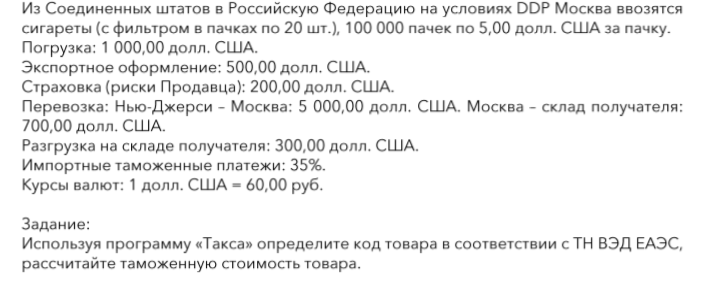 Из Соединенных штатов в Российскую Федерацию на условиях DDP Москва ввозятся
сигареты (с фильтром в пачках по 20 шт.), 100 000 пачек по 5,00 долл. США за пачку.
Погрузка: 1 000,00 долл. США.
Экспортное оформление: 500,00 долл. США.
Страховка (риски Продавца): 200,00 долл. США.
Перевозка: Нью-Джерси – Москва: 5 000,00 долл. США. Москва – склад получателя:
700,00 долл. США.
Разгрузка на складе получателя: 300,00 долл. США.
Импортные таможенные платежи: 35%.
Курсы валют: 1 долл. США = 60,00 руб.

Задание:
Используя программу «Такса» определите код товара в соответствии с ТН ВЭД ЕАЭС,
рассчитайте таможенную стоимость товара.